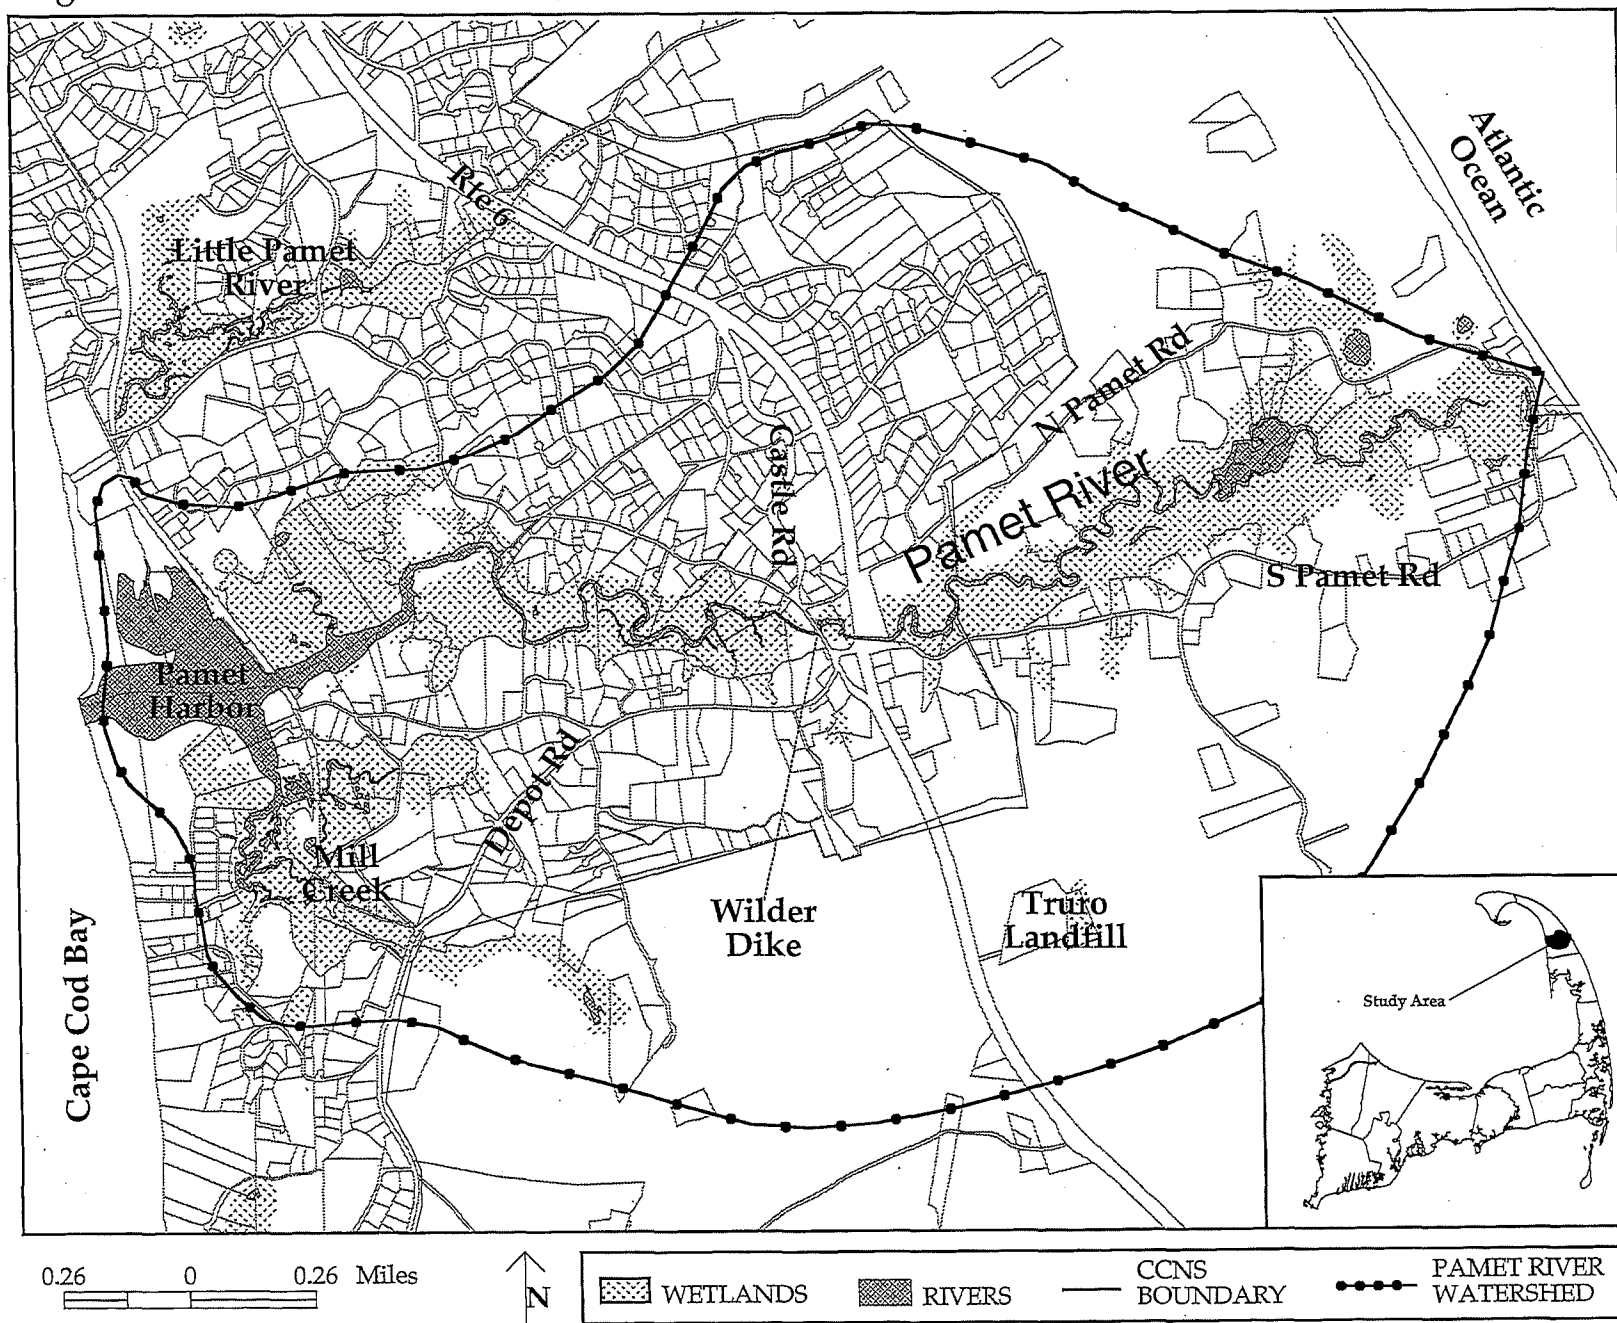 Rte 6
Atlantic
Ocean
Little Pamet
River
N Pamet Rd
Castle Rd
Pamet River
S Pamet Rd
Pamet
Harbor
Depot Rd
Mill
Creek
Wilder
Dike
Truro
Landfill
Cape Cod Bay
Study Area
0.26 0 0.26 Miles
N
WETLANDS
RIVERS
CCNS
BOUNDARY
PAMET RIVER
WATERSHED